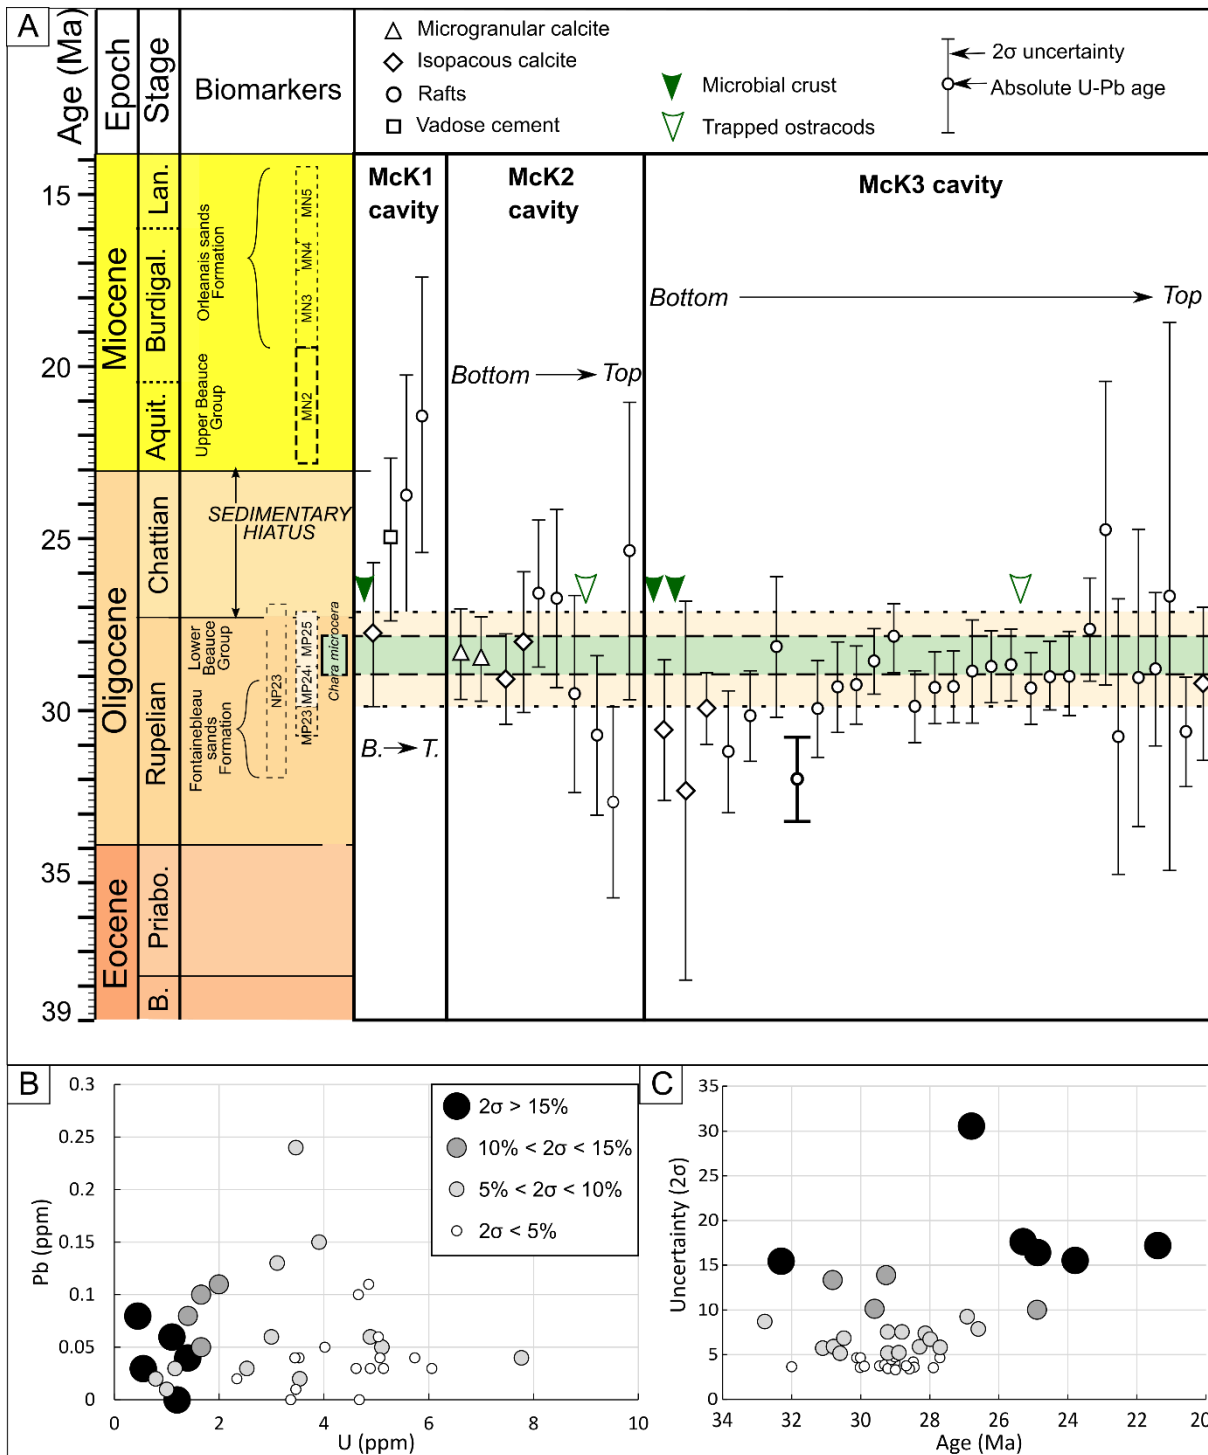 A
Age (Ma)
Epoch
Stage
Biomarkers
Microgranular calcite
Isopacous calcite
Rafts
Vadose cement
Microbial crust
Trapped ostracods
2σ uncertainty
Absolute U-Pb age
15
20
25
30
35
39
Miocene
Oligocene
Eocene
Lan.
Burdigal.
Aquit.
Chattian
Rupelian
Priabo.
B.
Orleanais sands
Formation
Upper Beauce
Group
MN5
MN4
MN3
MN2
SEDIMENTARY
HIATUS
Lower
Beauce
Group
Fontainebleau
sands
Formation
NP23
MP25
MP24
MP23
Chara microcera
McK1
cavity
McK2
cavity
McK3 cavity
B. T.
Bottom Top
Bottom Top
B
Pb (ppm)
0.3
0.25
0.2
0.15
0.1
0.05
0
0 2 4 6 8 10
U (ppm)
2σ > 15%
10% < 2σ < 15%
5% < 2σ < 10%
2σ < 5%
C
Uncertainty (2σ)
35
30
25
20
15
10
5
0
34 32 30 28 26 24 22 20
Age (Ma)